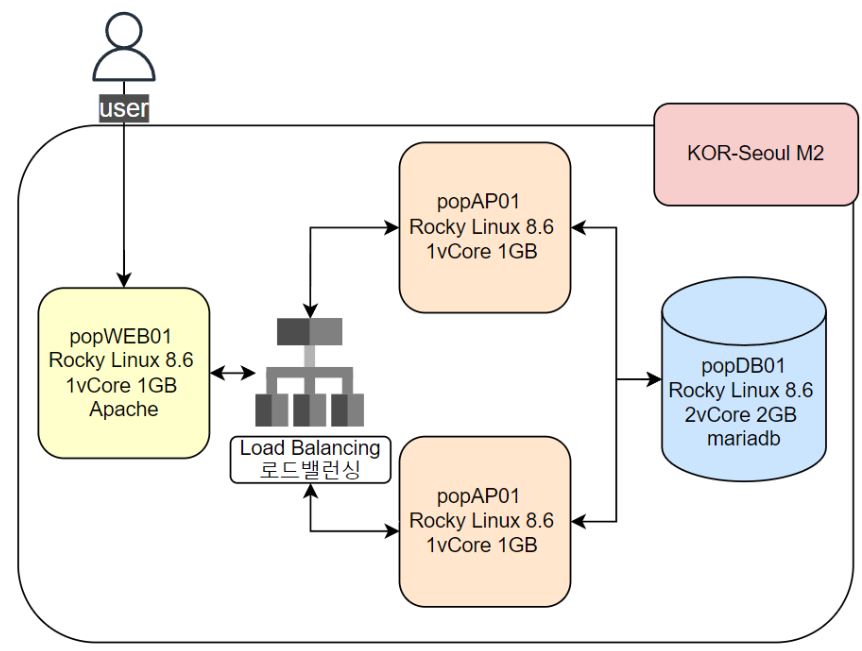 user
KOR-Seoul M2
popAP01
Rocky Linux 8.6
1vCore 1GB
popWEB01
Rocky Linux 8.6
1vCore 1GB
Apache
Load Balancing
로드밸런싱
popDB01
Rocky Linux 8.6
2vCore 2GB
mariadb
popAP01
Rocky Linux 8.6
1vCore 1GB